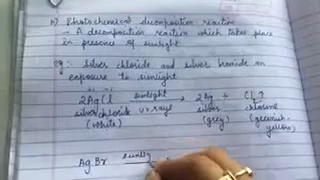 b) Photochemical decomposition reaction
- A decomposition reaction which takes place
in presence of sunlight
Eg:- Silver chloride and silver bromide on
exposure to sunlight
2AgCl sunlight → 2Ag + Cl₂↑
silver chloride U.V. rays silver chlorine
(white) (grey) (greenish
yellow)
AgBr sunlig